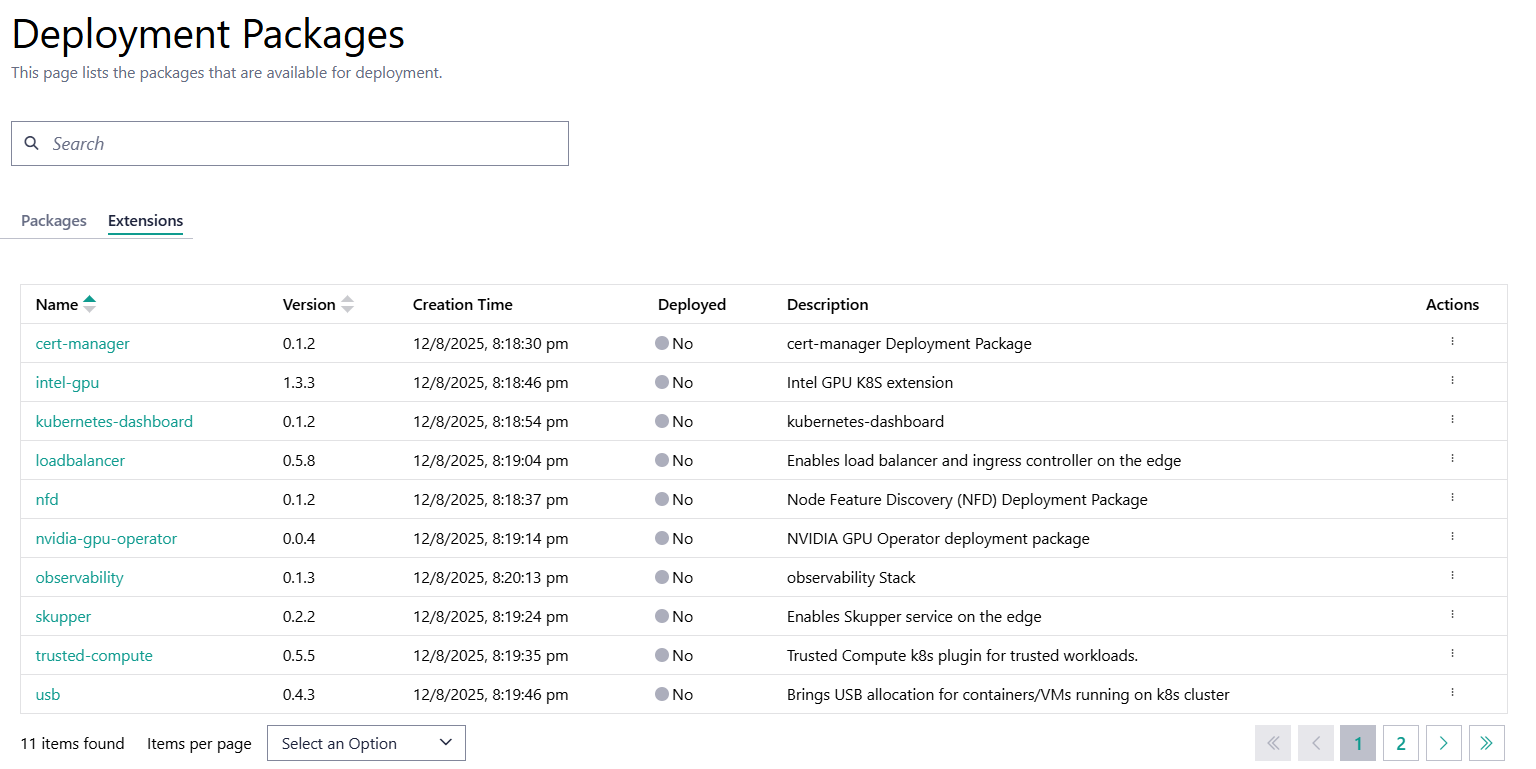 Deployment Packages
This page lists the packages that are available for deployment.
Search
Packages Extensions
Name Version Creation Time Deployed Description Actions
cert-manager 0.1.2 12/8/2025, 8:18:30 pm No cert-manager Deployment Package
intel-gpu 1.3.3 12/8/2025, 8:18:46 pm No Intel GPU K8S extension
kubernetes-dashboard 0.1.2 12/8/2025, 8:18:54 pm No kubernetes-dashboard
loadbalancer 0.5.8 12/8/2025, 8:19:04 pm No Enables load balancer and ingress controller on the edge
nfd 0.1.2 12/8/2025, 8:18:37 pm No Node Feature Discovery (NFD) Deployment Package
nvidia-gpu-operator 0.0.4 12/8/2025, 8:19:14 pm No NVIDIA GPU Operator deployment package
observability 0.1.3 12/8/2025, 8:20:13 pm No observability Stack
skupper 0.2.2 12/8/2025, 8:19:24 pm No Enables Skupper service on the edge
trusted-compute 0.5.5 12/8/2025, 8:19:35 pm No Trusted Compute k8s plugin for trusted workloads.
usb 0.4.3 12/8/2025, 8:19:46 pm No Brings USB allocation for containers/VMs running on k8s cluster
11 items found Items per page Select an Option 1 2